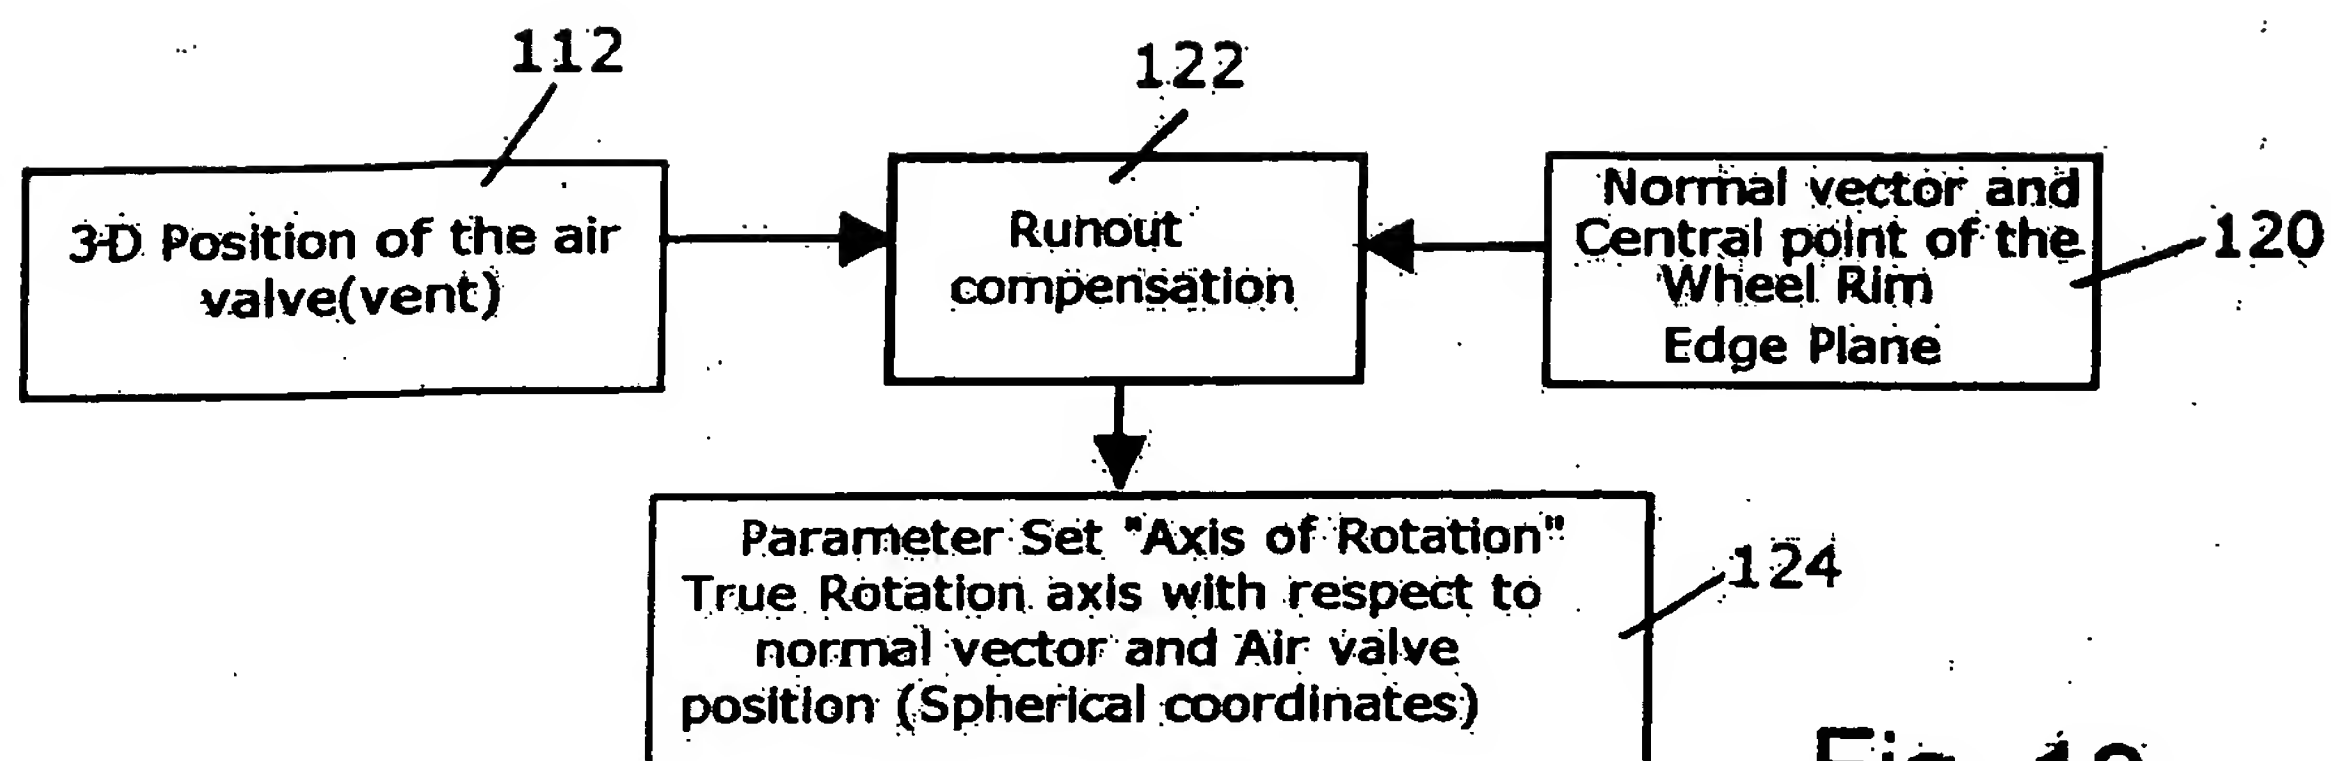 112
122
3-D Position of the air
valve(vent)
Runout
compensation
Normal vector and
Central point of the
Wheel Rim
Edge Plane
120
Parameter Set "Axis of Rotation"
True Rotation axis with respect to
normal vector and Air valve
position (Spherical coordinates)
124
Fig.